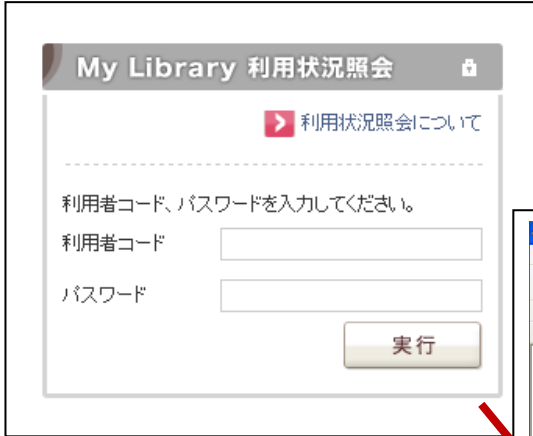 My Library 利用状況照会
利用状況照会について
利用者コード、パスワードを入力してください。
利用者コード
パスワード
実行